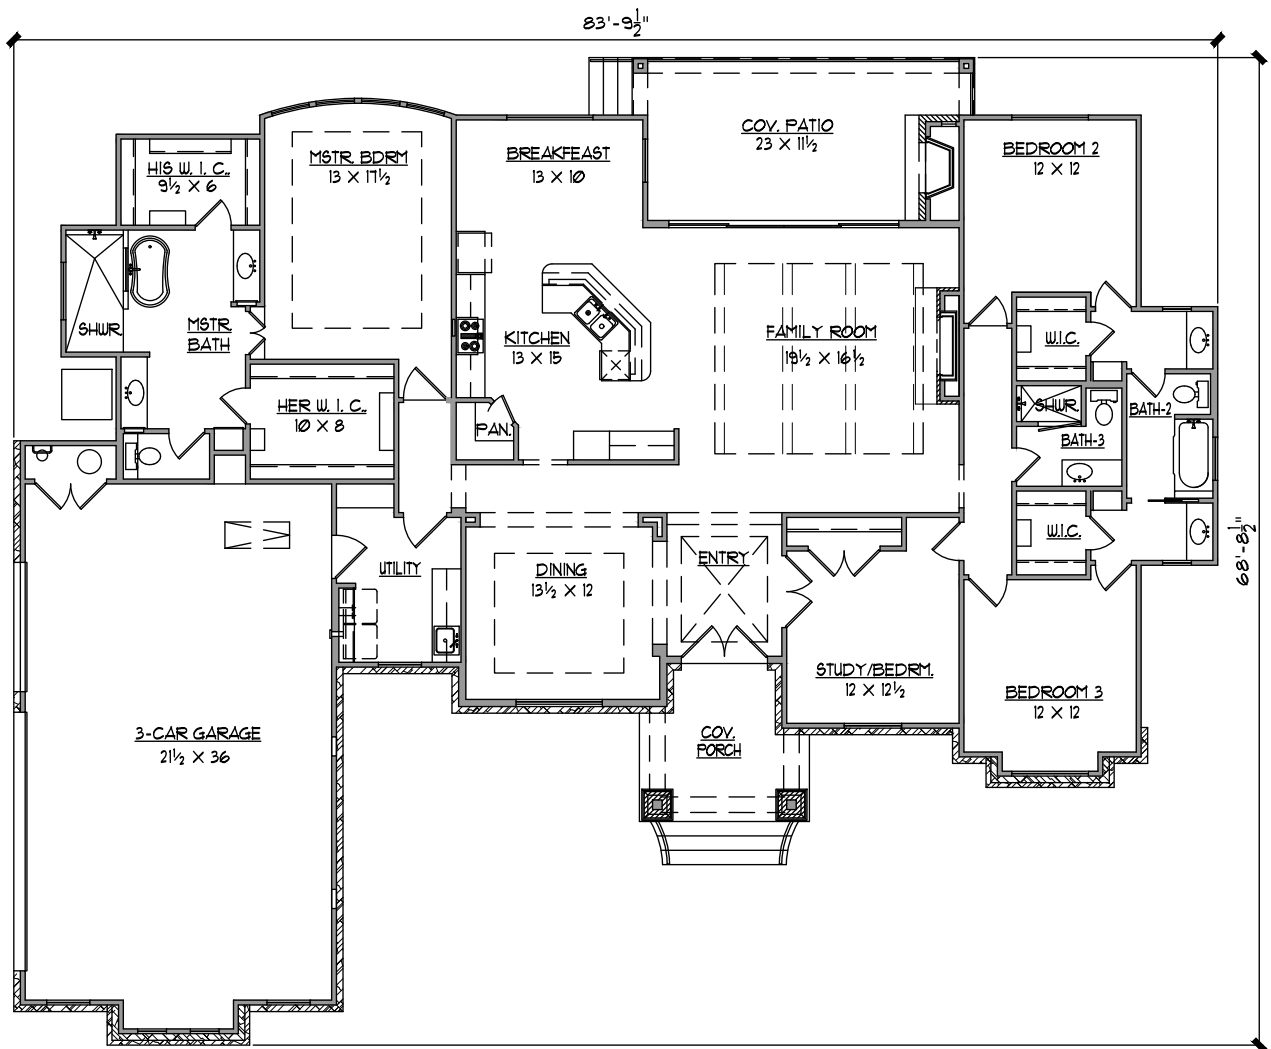 83'-9½"
COV. PATIO
23 X 11½
MSTR. BDRM
13 X 17½
BREAKFEAST
13 X 10
BEDROOM 2
12 X 12
HIS W. I. C..
9½ X 6
SHWR.
MSTR.
BATH
KITCHEN
13 X 15
FAMILY ROOM
19½ X 16½
W.I.C.
HER W. I. C..
10 X 8
PAN.
SHWR.
BATH-2
BATH-3
W.I.C.
68'-8½"
UTILITY
DINING
13½ X 12
ENTRY
STUDY/BEDRM.
12 X 12½
BEDROOM 3
12 X 12
3-CAR GARAGE
21½ X 36
COV.
PORCH